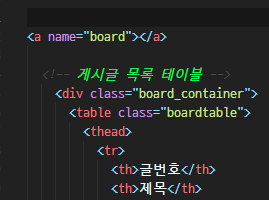 <a name="board"></a>
<!-- 게시글 목록 테이블 -->
<div class="board_container">
<table class="boardtable">
<thead>
<tr>
<th>글번호</th>
<th>제목</th>